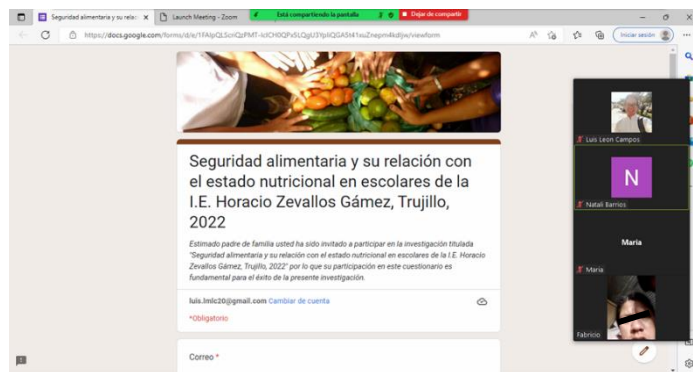 Seguridad alimentaria y su relac
Launch Meeting - Zoom
Está compartiendo la pantalla
Dejar de compartir
Iniciar sesión
Seguridad alimentaria y su relación con
el estado nutricional en escolares de la
I.E. Horacio Zevallos Gámez, Trujillo,
2022
Estimado padre de familia usted ha sido invitado a participar en la investigación titulada
"Seguridad alimentaria y su relación con el estado nutricional en escolares de la I.E. Horacio
Zevallos Gámez, Trujillo, 2022" por lo que su participación en este cuestionario es
fundamental para el éxito de la presente investigación.
luis.lmlc20@gmail.com Cambiar de cuenta
*Obligatorio
Correo *
Luis Leon Campos
N
Natali Barrios
Maria
Maria
Fabricio